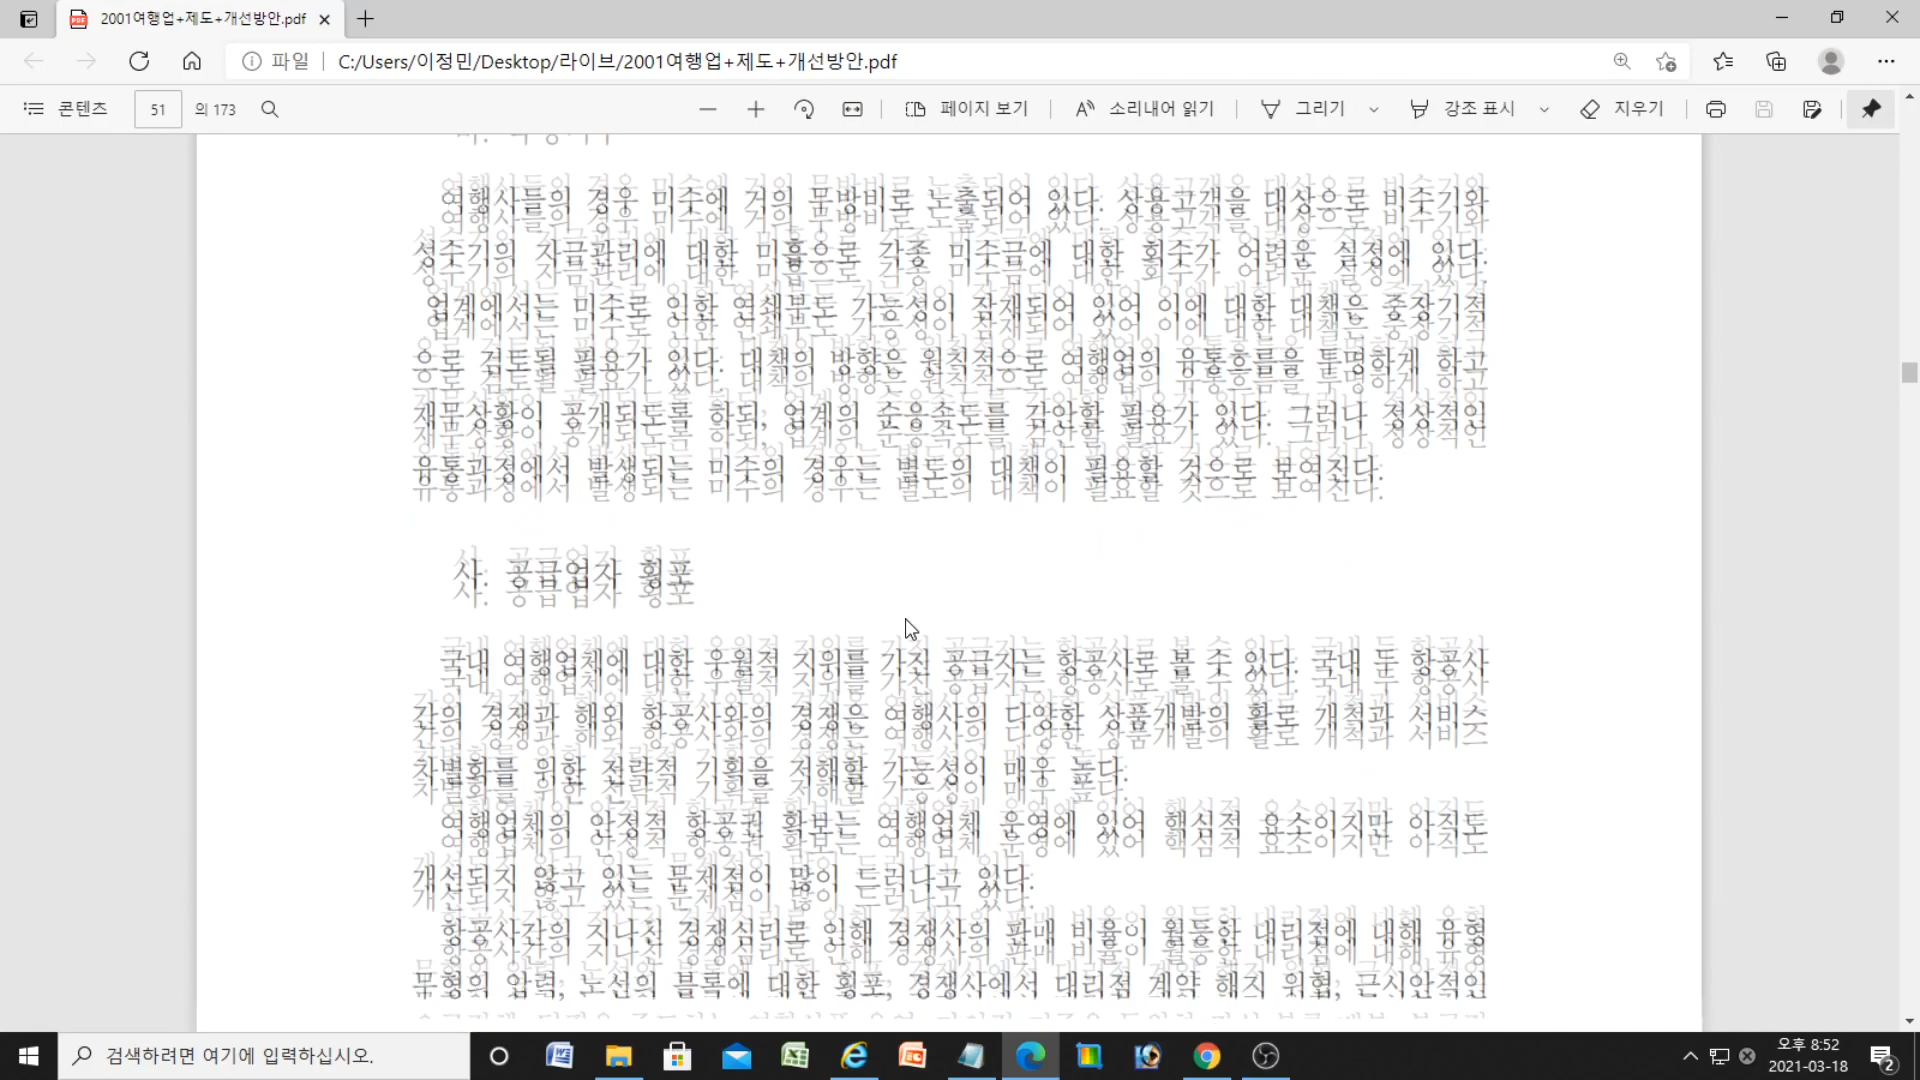 2001여행업+제도+개선방안.pdf
파일 C:/Users/이정민/Desktop/라이브/2001여행업+제도+개선방안.pdf
콘텐츠 51 의 173 페이지 보기 소리내어 읽기 그리기 강조 표시 지우기
여행사들의 경우 미수에 거의 무방비로 노출되어 있다. 상용고객을 대상으로 비수기와
성수기의 자금관리에 대한 미흡으로 각종 미수금에 대한 회수가 어려운 실정에 있다.
업계에서는 미수로 인한 연쇄부도 가능성이 잠재되어 있어 이에 대한 대책은 중장기적
으로 검토될 필요가 있다. 대책의 방향은 원칙적으로 여행업의 유통흐름을 투명하게 하고
재무상황이 공개되도록 하되, 업계의 순응속도를 감안할 필요가 있다. 그러나 정상적인
유통과정에서 발생되는 미수의 경우는 별도의 대책이 필요할 것으로 보여진다.
사. 공급업자 횡포
국내 여행업체에 대한 우월적 지위를 가진 공급자는 항공사로 볼 수 있다. 국내 두 항공사
간의 경쟁과 해외 항공사와의 경쟁은 여행사의 다양한 상품개발의 활로 개척과 서비스
차별화를 위한 전략적 기획을 저해할 가능성이 매우 높다.
여행업체의 안정적 항공권 확보는 여행업체 운영에 있어 핵심적 요소이지만 아직도
개선되지 않고 있는 문제점이 많이 드러나고 있다.
항공사간의 지나친 경쟁심리로 인해 경쟁사의 판매 비율이 월등한 대리점에 대해 유형
무형의 압력, 노선의 블록에 대한 횡포, 경쟁사에서 대리점 계약 해지 위협, 근시안적인
검색하려면 여기에 입력하십시오.
오후 8:52
2021-03-18
2